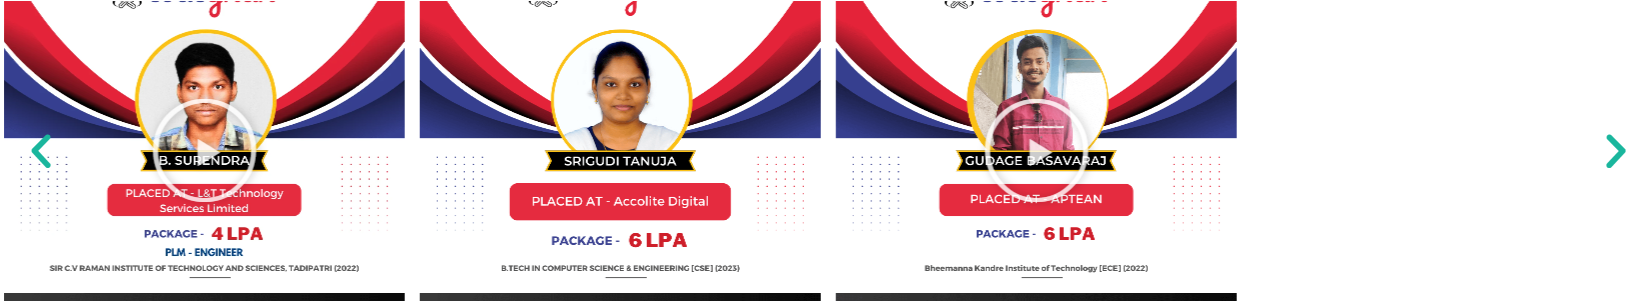 B. SURENDRA
PLACED AT - L&T Technology
Services Limited
PACKAGE - 4 LPA
PLM - ENGINEER
SIR C.V RAMAN INSTITUTE OF TECHNOLOGY AND SCIENCES, TADIPATRI (2022)
SRIGUDI TANUJA
PLACED AT - Accolite Digital
PACKAGE - 6 LPA
B.TECH IN COMPUTER SCIENCE & ENGINEERING [CSE] (2023)
GUDAGE BASAVARAJ
PLACED AT - APTEAN
PACKAGE - 6 LPA
Bheemanna Kandre Institute of Technology [ECE] (2022)